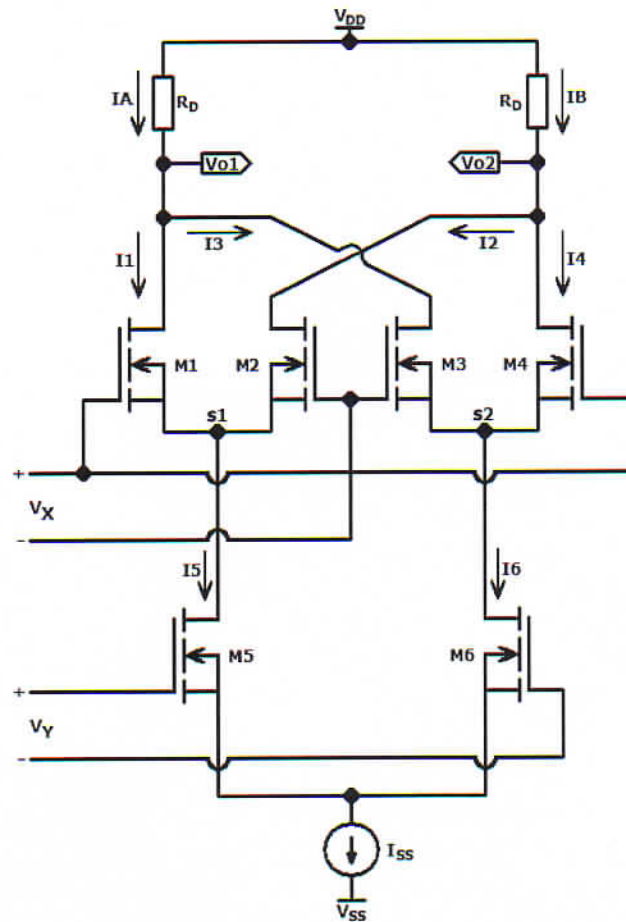 VDD
IA
RD
RD
IB
Vo1
Vo2
I3
I2
I1
I4
M1
M2
M3
M4
s1
s2
+
VX
-
I5
I6
M5
M6
+
VY
-
ISS
VSS